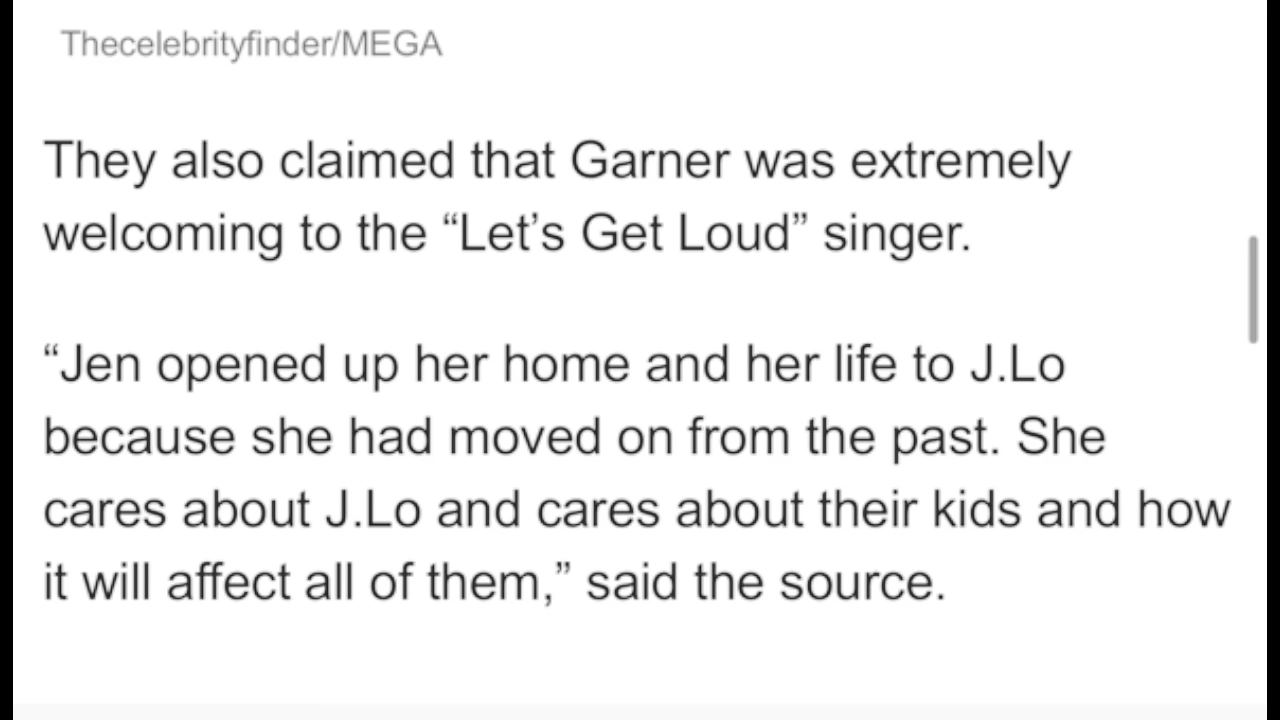 Thecelebrityfinder/MEGA
They also claimed that Garner was extremely
welcoming to the “Let’s Get Loud” singer.
“Jen opened up her home and her life to J.Lo
because she had moved on from the past. She
cares about J.Lo and cares about their kids and how
it will affect all of them,” said the source.